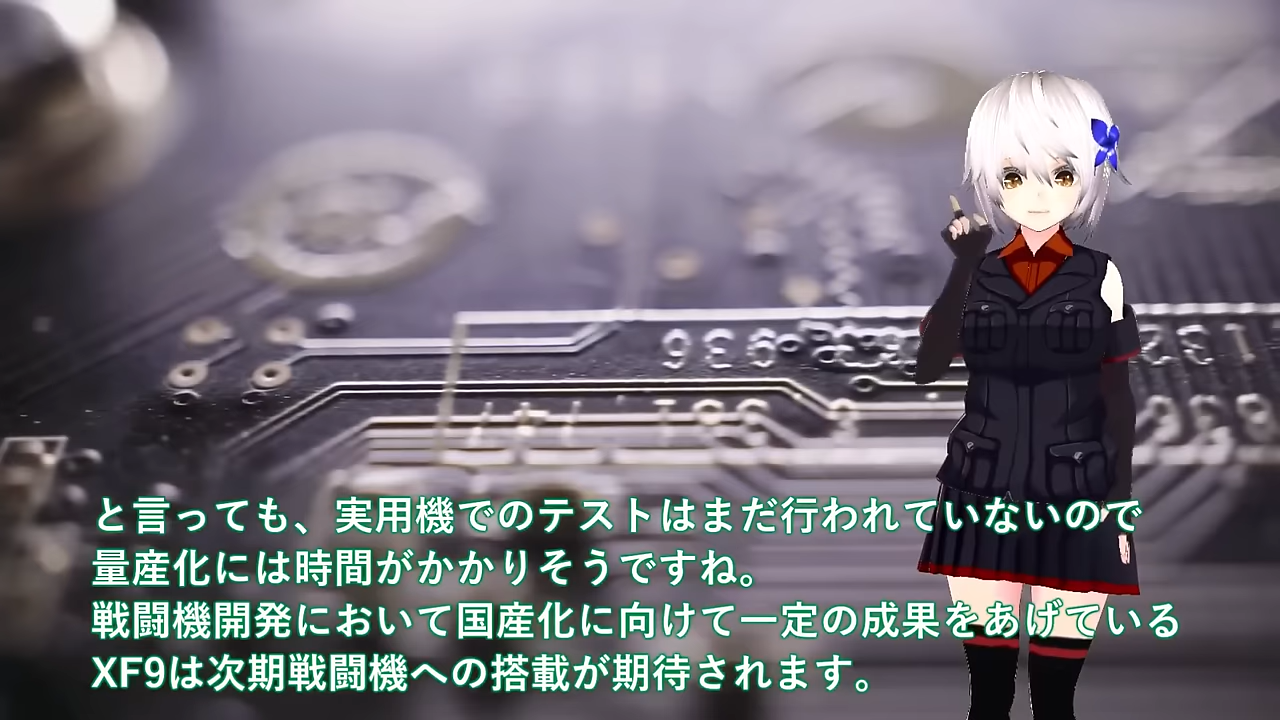 と言っても、実用機でのテストはまだ行われていないので
量産化には時間がかかりそうですね。
戦闘機開発において国産化に向けて一定の成果をあげている
XF9は次期戦闘機への搭載が期待されます。